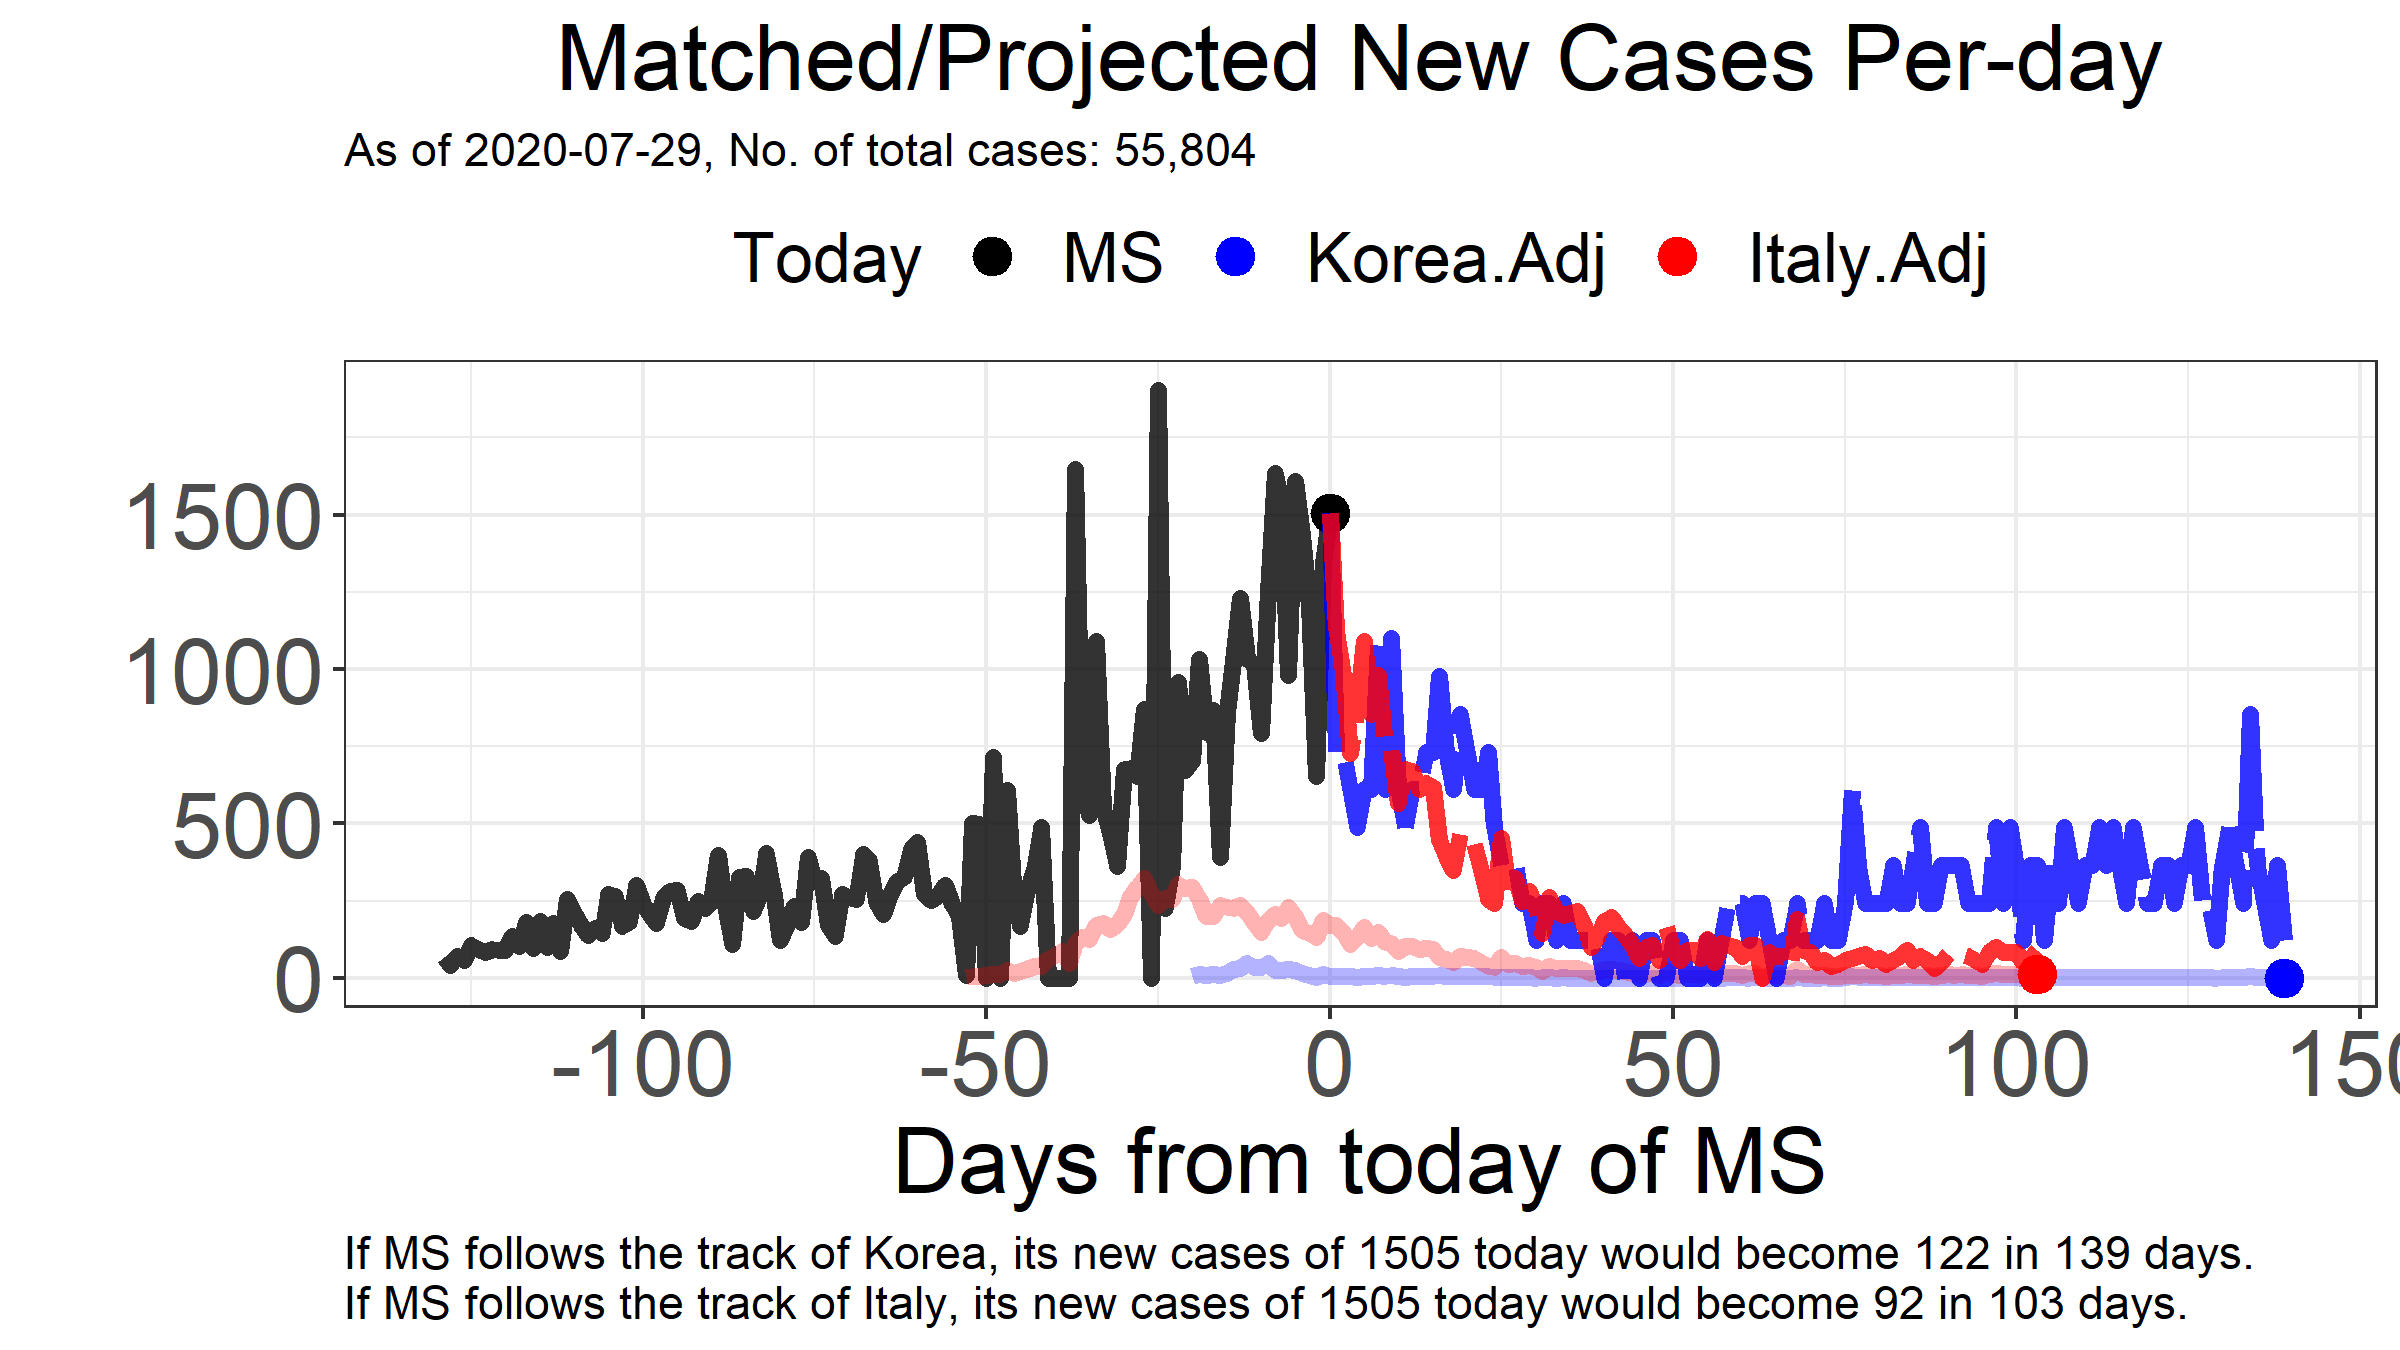 Matched/Projected New Cases Per-day
As of 2020-07-29, No. of total cases: 55,804
Today MS Korea.Adj Italy.Adj
1500
1000
500
0
-100 -50 0 50 100 150
Days from today of MS
If MS follows the track of Korea, its new cases of 1505 today would become 122 in 139 days.
If MS follows the track of Italy, its new cases of 1505 today would become 92 in 103 days.